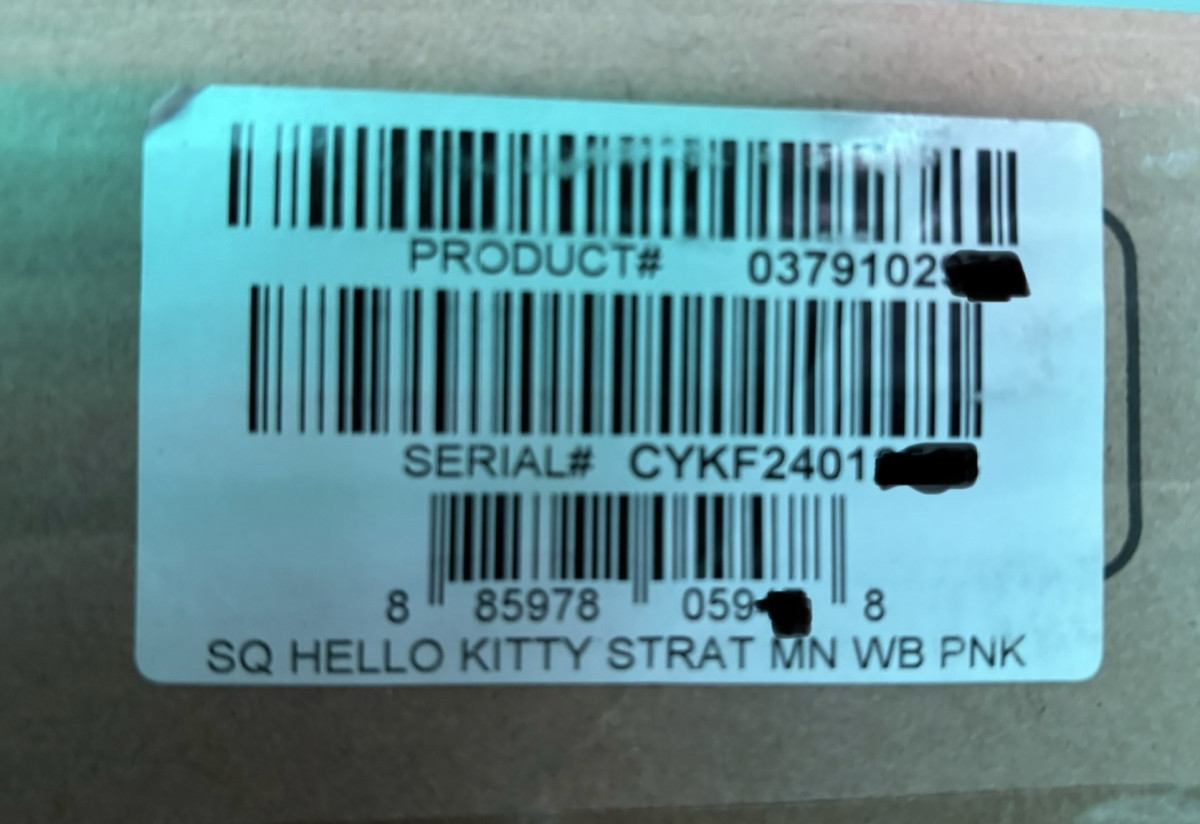 PRODUCT# 0379102
SERIAL# CYKF2401
8 85978 059 8
SQ HELLO KITTY STRAT MN WB PNK